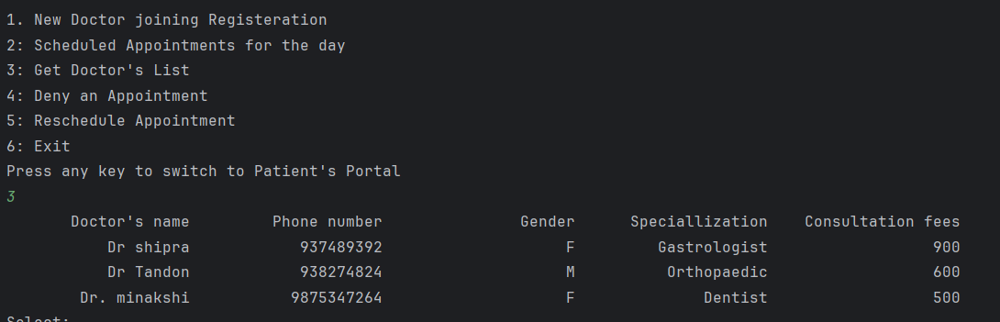 1. New Doctor joining Registeration
2: Scheduled Appointments for the day
3: Get Doctor's List
4: Deny an Appointment
5: Reschedule Appointment
6: Exit
Press any key to switch to Patient's Portal
3
Doctor's name Phone number Gender Speciallization Consultation fees
Dr shipra 937489392 F Gastrologist 900
Dr Tandon 938274824 M Orthopaedic 600
Dr. minakshi 9875347264 F Dentist 500
Select: